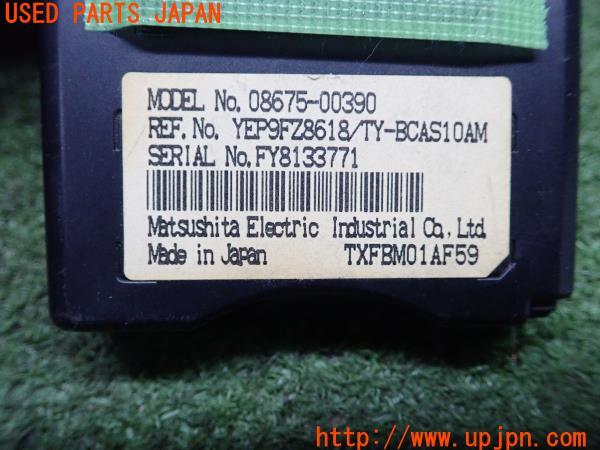 USED PARTS JAPAN
MODEL No. 08675-00390
REF. No. YEP9FZ8618/TY-BCAS10AM
SERIAL No. FY8133771
Matsushita Electric Industrial Co., Ltd.
Made in Japan TXFBM01AF59
http://www.upjpn.com/